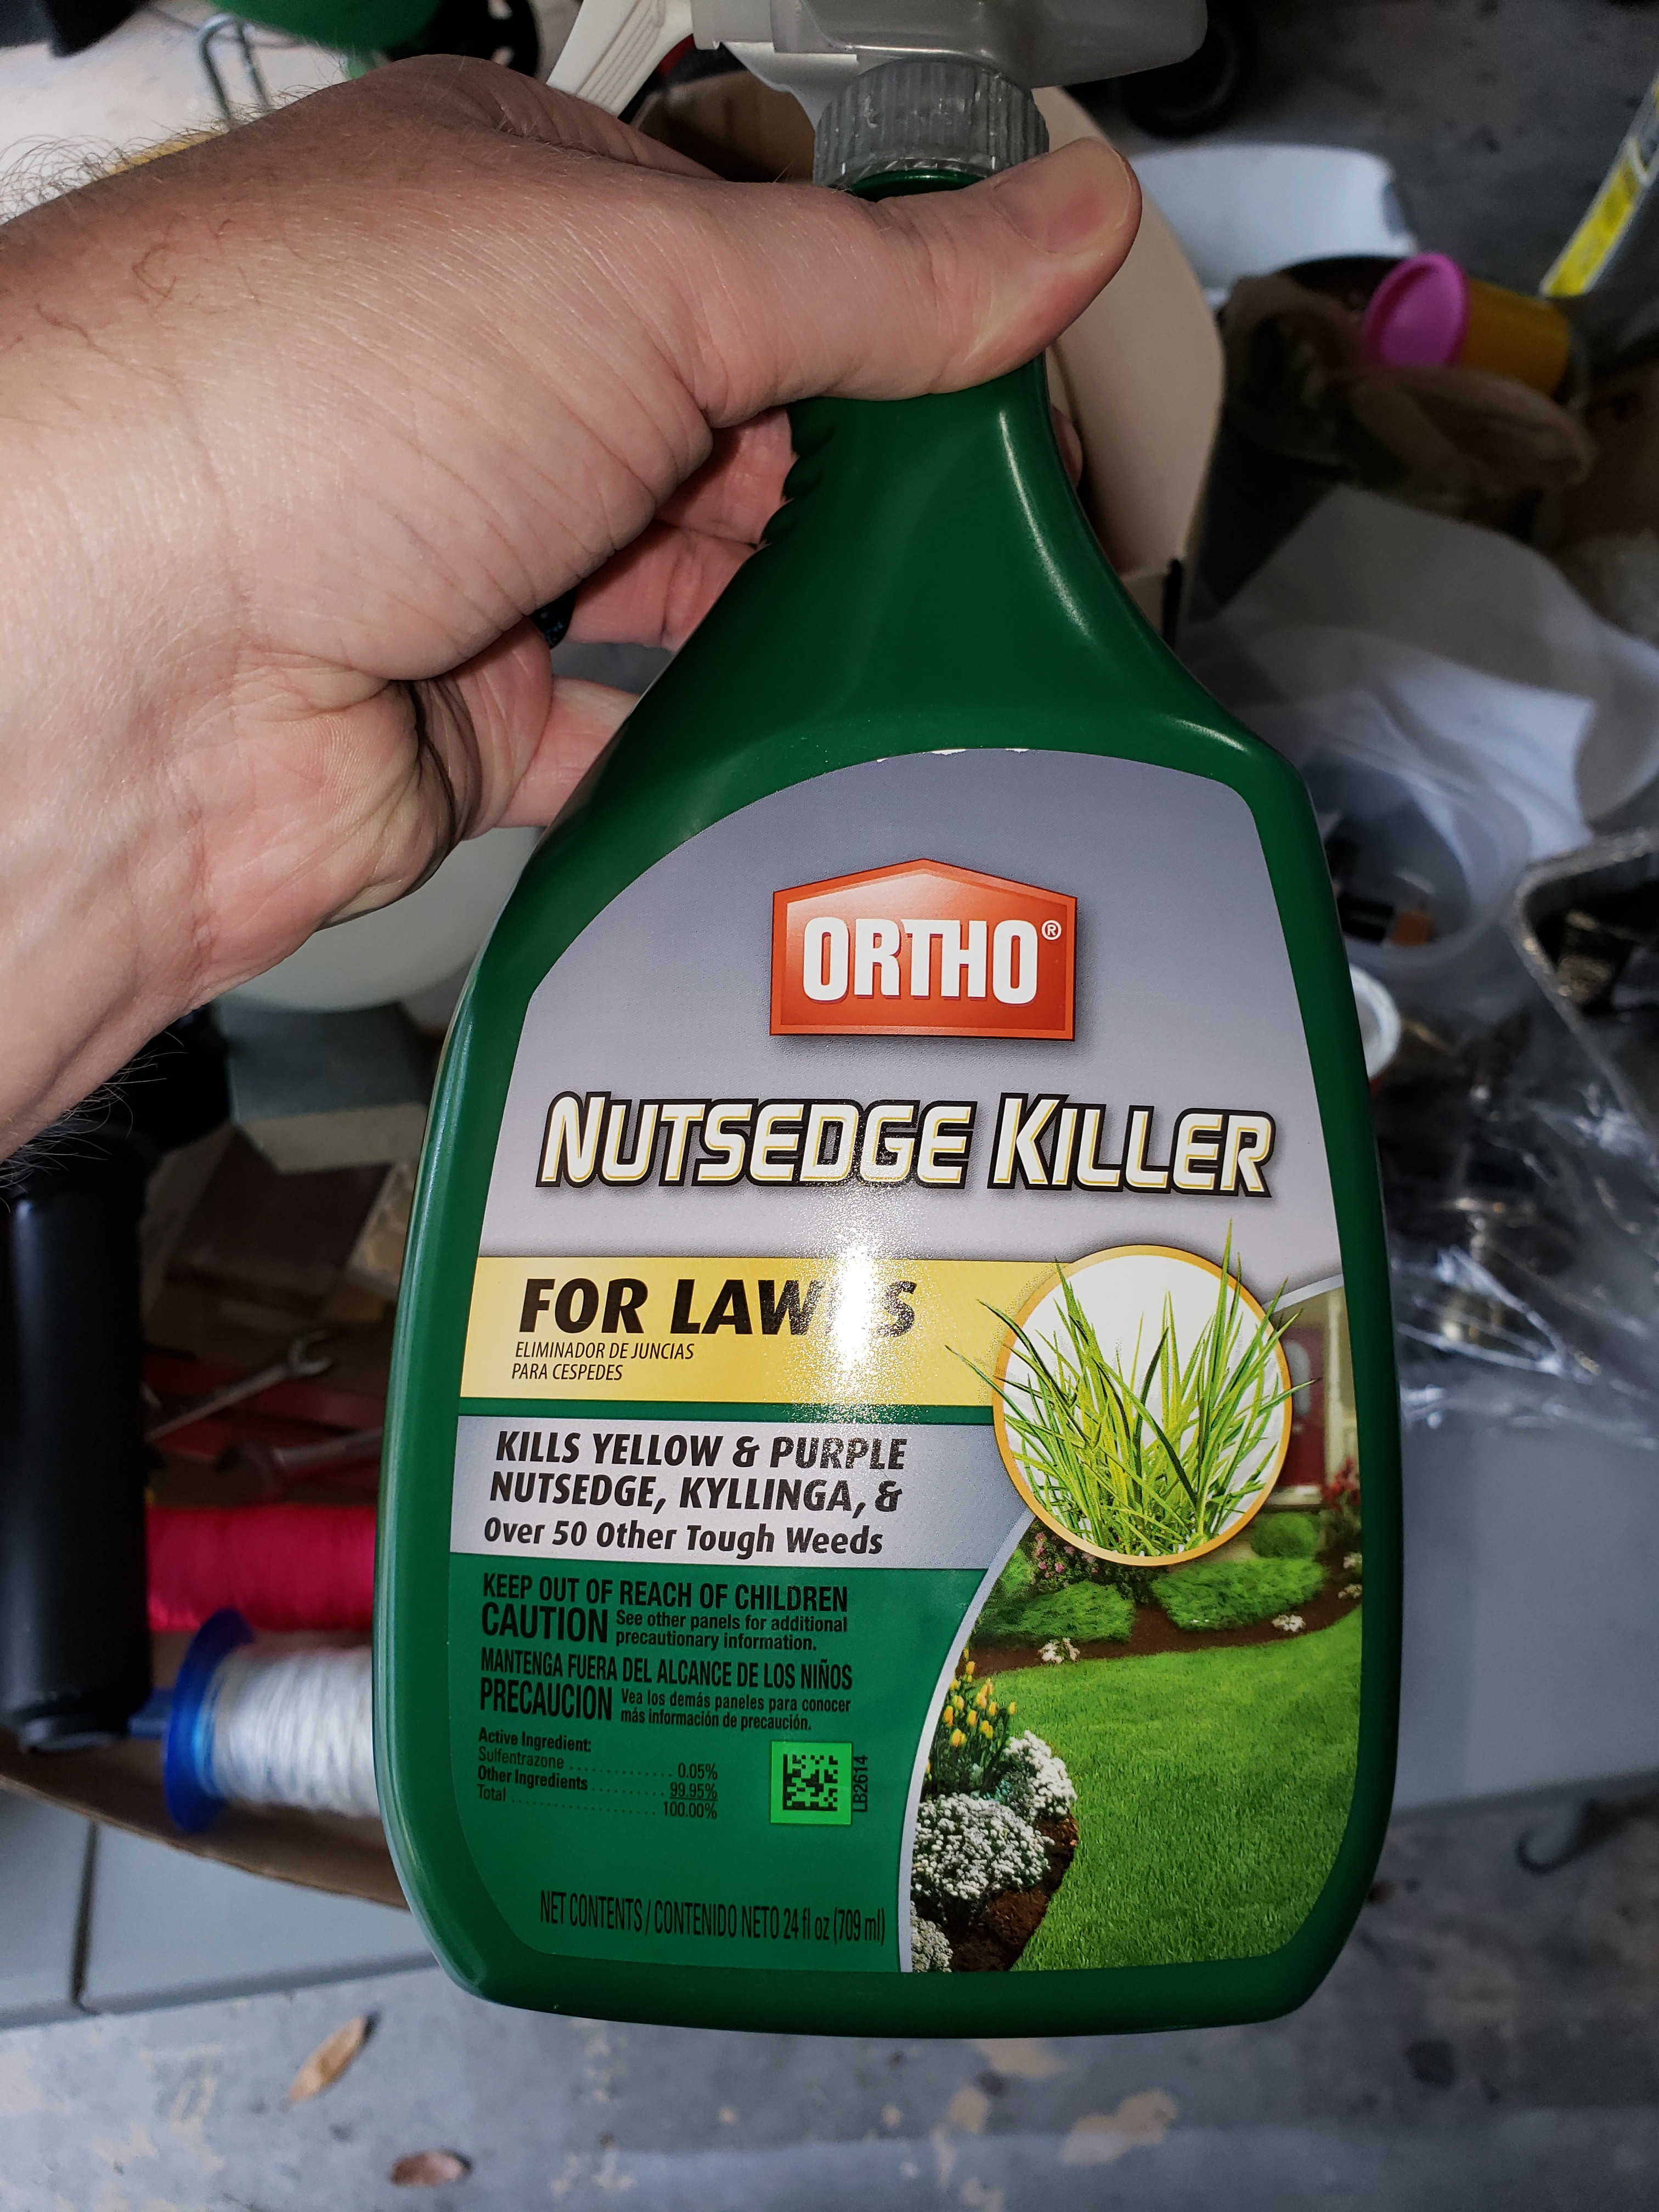 ORTHO®
NUTSEDGE KILLER
FOR LAWNS
ELIMINADOR DE JUNCIAS
PARA CESPEDES
KILLS YELLOW & PURPLE
NUTSEDGE, KYLLINGA, &
Over 50 Other Tough Weeds
KEEP OUT OF REACH OF CHILDREN
CAUTION See other panels for additional
precautionary information.
MANTENGA FUERA DEL ALCANCE DE LOS NIÑOS
PRECAUCION Vea los demás paneles para conocer
más información de precaución.
Active Ingredient:
Sulfentrazone . . . . . . . . . . . . . . 0.05%
Other Ingredients . . . . . . . . . . 99.95%
Total . . . . . . . . . . . . . . . . . . . . 100.00%
LB2614
NET CONTENTS / CONTENIDO NETO 24 fl oz (709 ml)